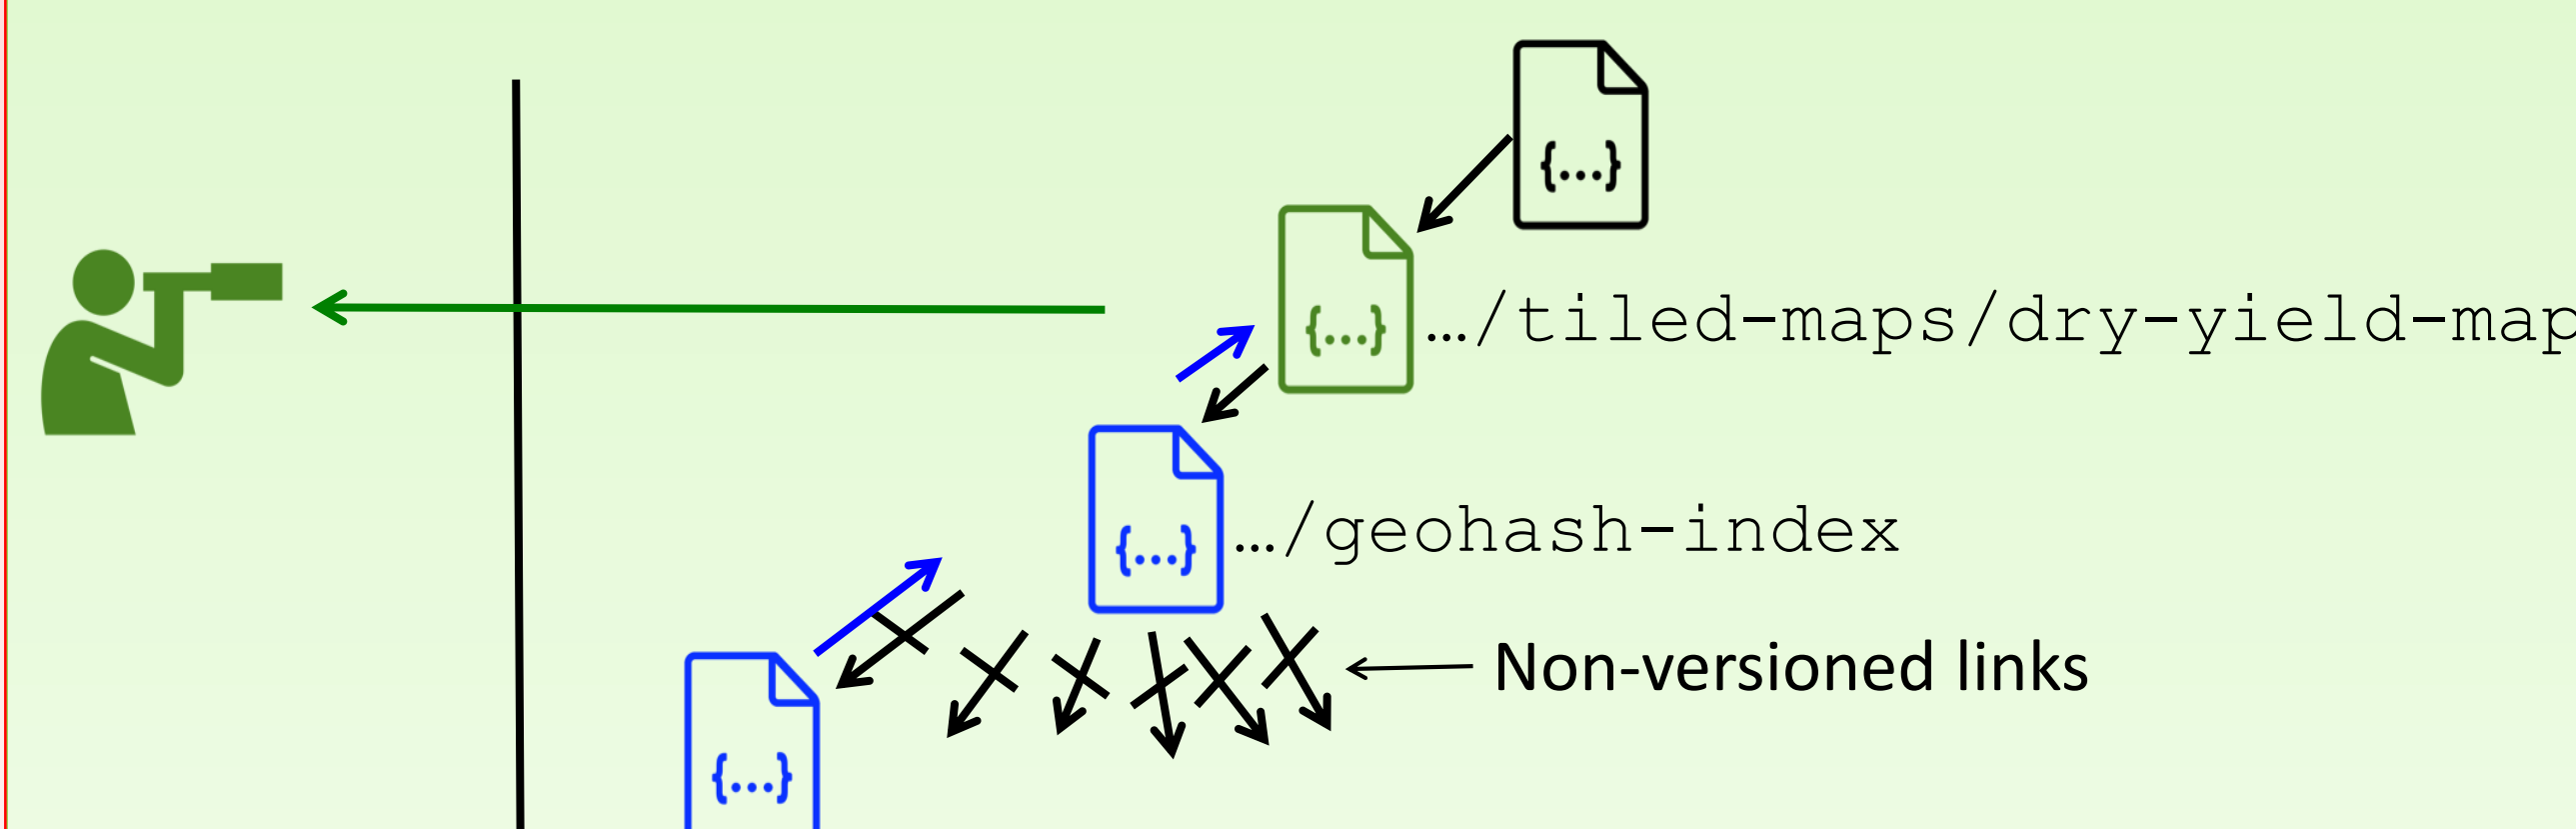 {...}
{...}
…/tiled-maps/dry-yield-map
{...}
…/geohash-index
Non-versioned links
{...}